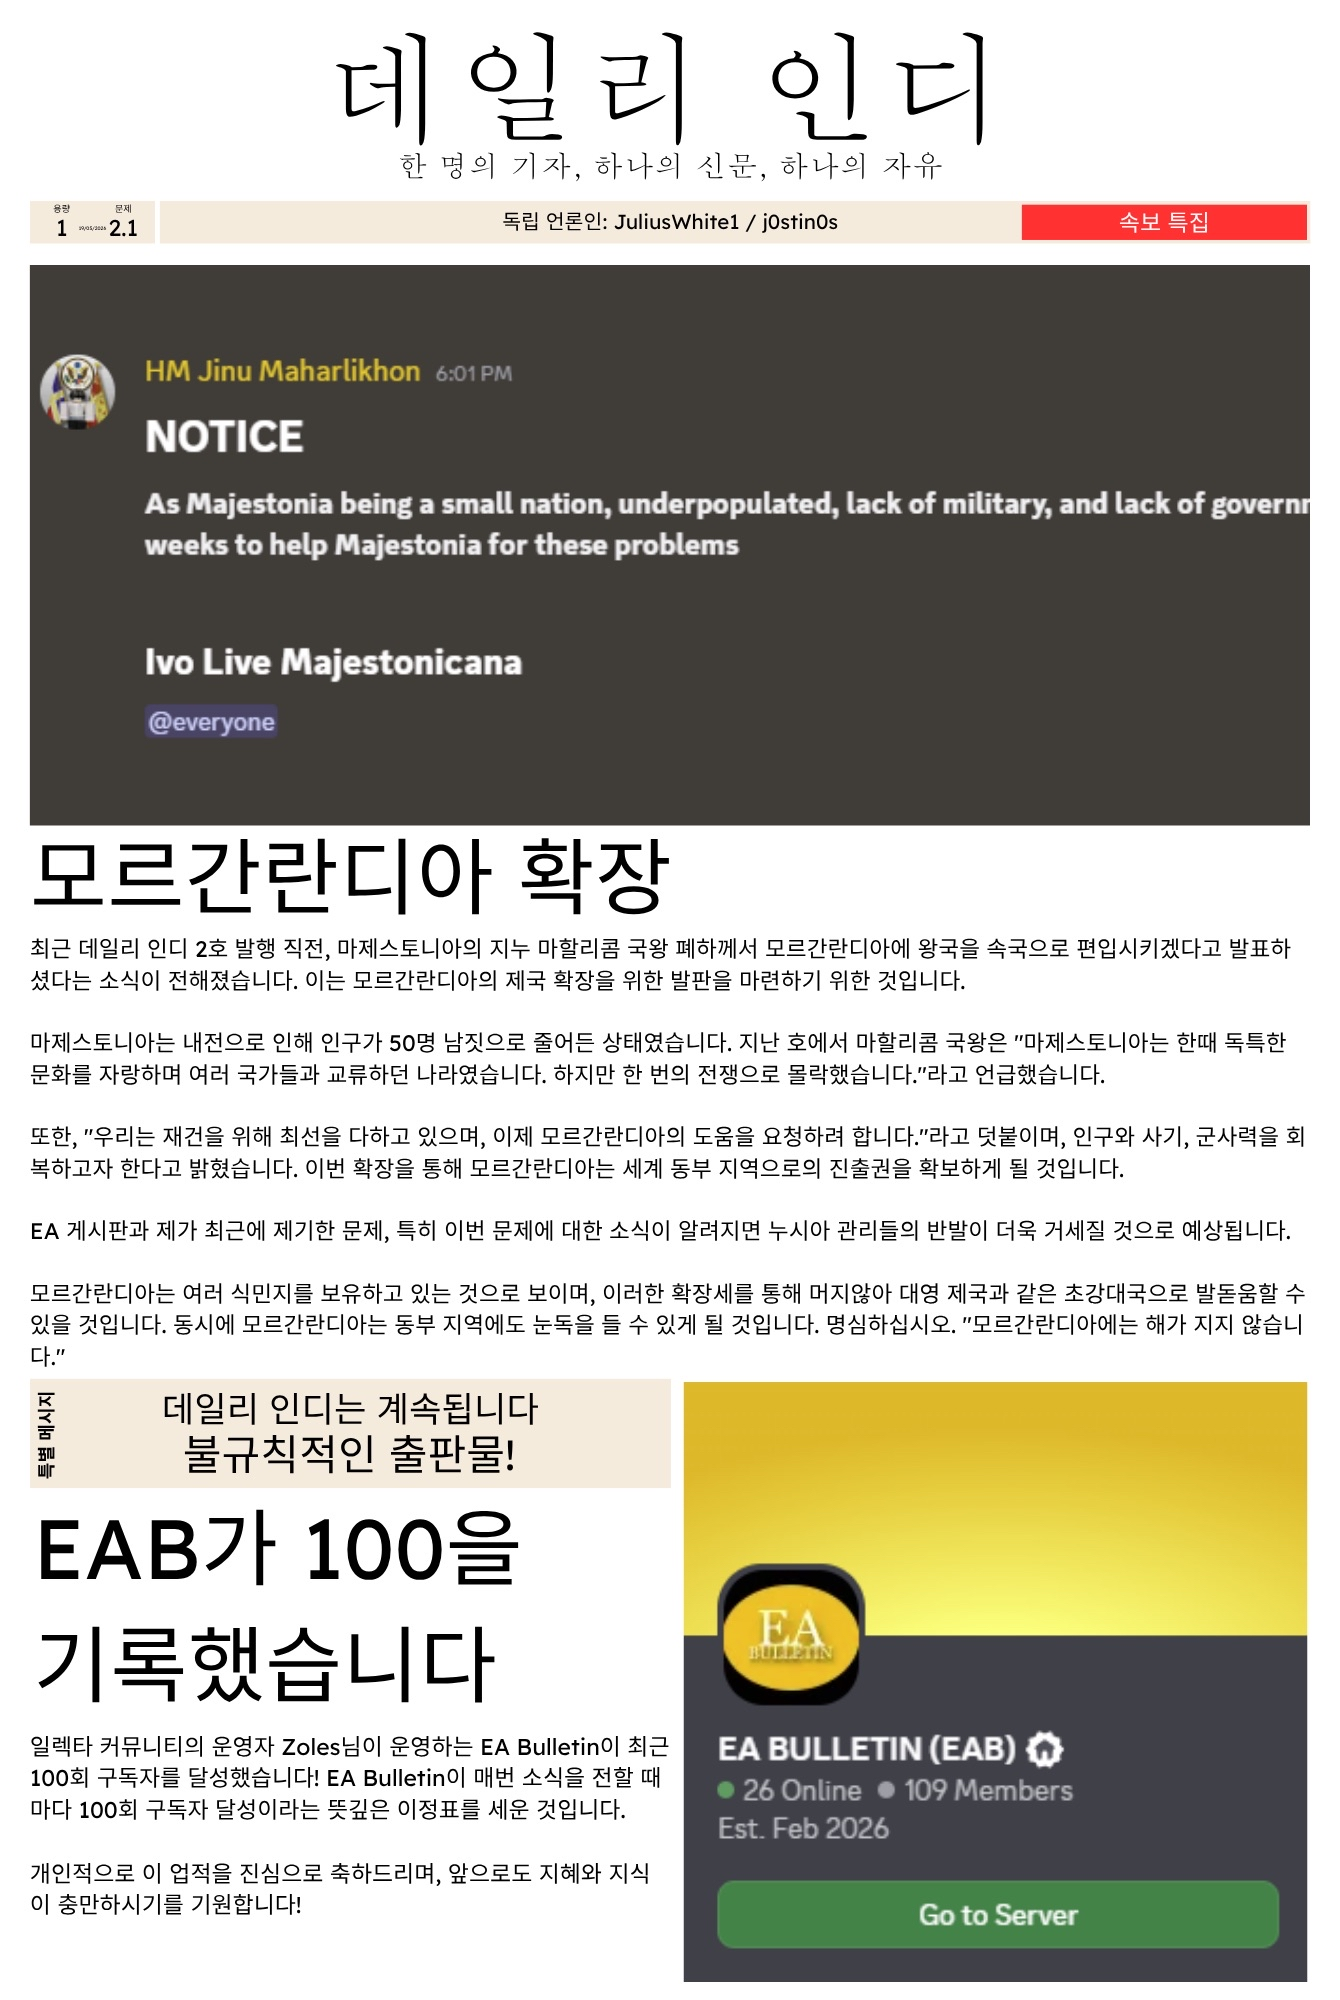 데일리 인디
한 명의 기자, 하나의 신문, 하나의 자유
용량
1
19/05/2026
문제
2.1
독립 언론인: JuliusWhite1 / j0stin0s
속보 특집
HM Jinu Maharlikhon 6:01 PM
NOTICE
As Majestonia being a small nation, underpopulated, lack of military, and lack of
weeks to help Majestonia for these problems
Ivo Live Majestonicana
@everyone
모르간란디아 확장
최근 데일리 인디 2호 발행 직전, 마제스토니아의 지누 마할리콤 국왕 폐하께서 모르간란디아에 왕국을 속국으로 편입시키겠다고 발표하
셨다는 소식이 전해졌습니다. 이는 모르간란디아의 제국 확장을 위한 발판을 마련하기 위한 것입니다.
마제스토니아는 내전으로 인해 인구가 50명 남짓으로 줄어든 상태였습니다. 지난 호에서 마할리콤 국왕은 "마제스토니아는 한때 독특한
문화를 자랑하며 여러 국가들과 교류하던 나라였습니다. 하지만 한 번의 전쟁으로 몰락했습니다."라고 언급했습니다.
또한, "우리는 재건을 위해 최선을 다하고 있으며, 이제 모르간란디아의 도움을 요청하려 합니다."라고 덧붙이며, 인구와 사기, 군사력을 회
복하고자 한다고 밝혔습니다. 이번 확장을 통해 모르간란디아는 세계 동부 지역으로의 진출권을 확보하게 될 것입니다.
EA 게시판과 제가 최근에 제기한 문제, 특히 이번 문제에 대한 소식이 알려지면 누시아 관리들의 반발이 더욱 거세질 것으로 예상됩니다.
모르간란디아는 여러 식민지를 보유하고 있는 것으로 보이며, 이러한 확장세를 통해 머지않아 대영 제국과 같은 초강대국으로 발돋움할 수
있을 것입니다. 동시에 모르간란디아는 동부 지역에도 눈독을 들 수 있게 될 것입니다. 명심하십시오. "모르간란디아에는 해가 지지 않습니
다."
특별 메시지
데일리 인디는 계속됩니다
불규칙적인 출판물!
EAB가 100을
기록했습니다
일렉타 커뮤니티의 운영자 Zoles님이 운영하는 EA Bulletin이 최근
100회 구독자를 달성했습니다! EA Bulletin이 매번 소식을 전할 때
마다 100회 구독자 달성이라는 뜻깊은 이정표를 세운 것입니다.
개인적으로 이 업적을 진심으로 축하드리며, 앞으로도 지혜와 지식
이 충만하시기를 기원합니다!
EA
BULLETIN
EA BULLETIN (EAB)
26 Online 109 Members
Est. Feb 2026
Go to Server